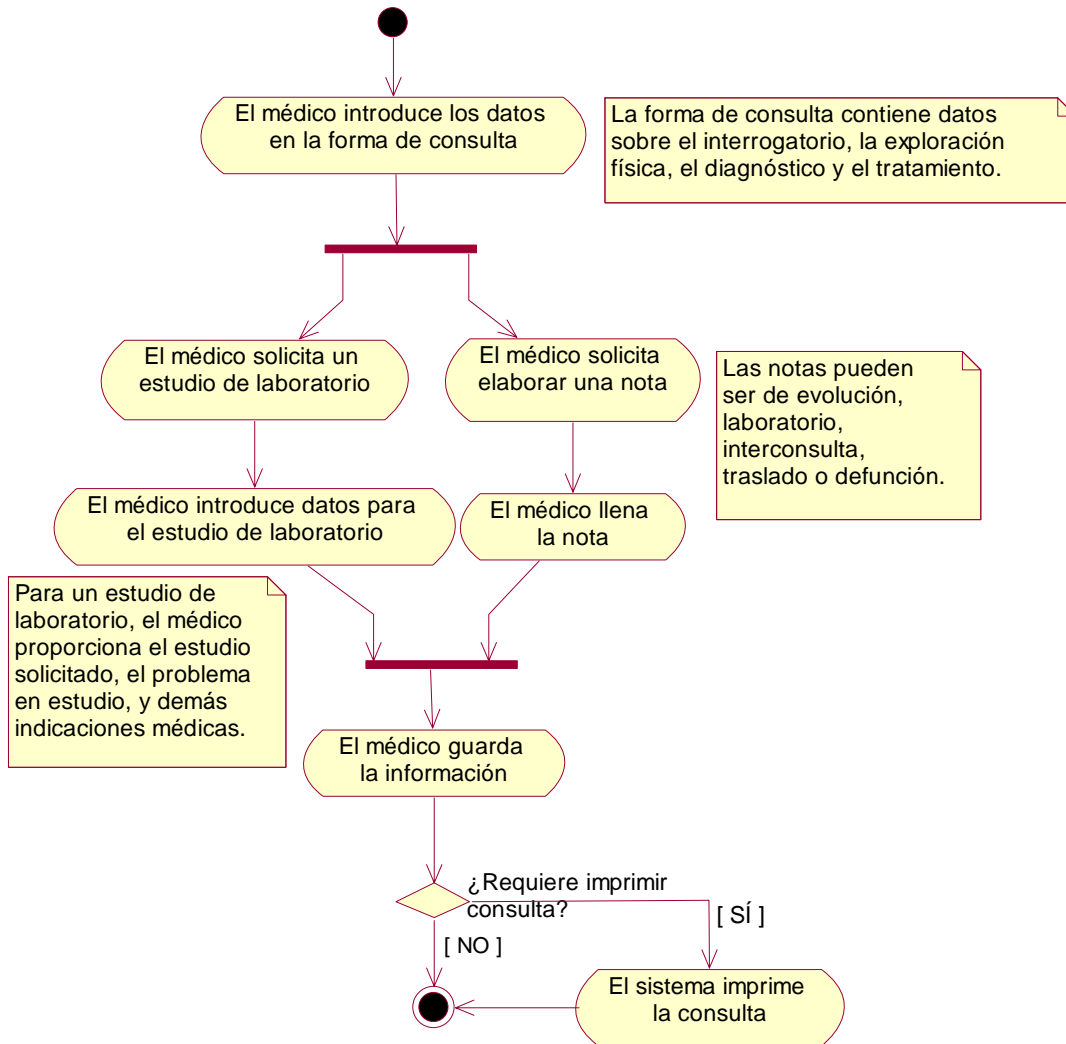 El médico introduce los datos
en la forma de consulta
La forma de consulta contiene datos
sobre el interrogatorio, la exploración
física, el diagnóstico y el tratamiento.
El médico solicita un
estudio de laboratorio
El médico solicita
elaborar una nota
Las notas pueden
ser de evolución,
laboratorio,
interconsulta,
traslado o defunción.
El médico introduce datos para
el estudio de laboratorio
El médico llena
la nota
Para un estudio de
laboratorio, el médico
proporciona el estudio
solicitado, el problema
en estudio, y demás
indicaciones médicas.
El médico guarda
la información
¿Requiere imprimir
consulta?
[ SÍ ]
[ NO ]
El sistema imprime
la consulta